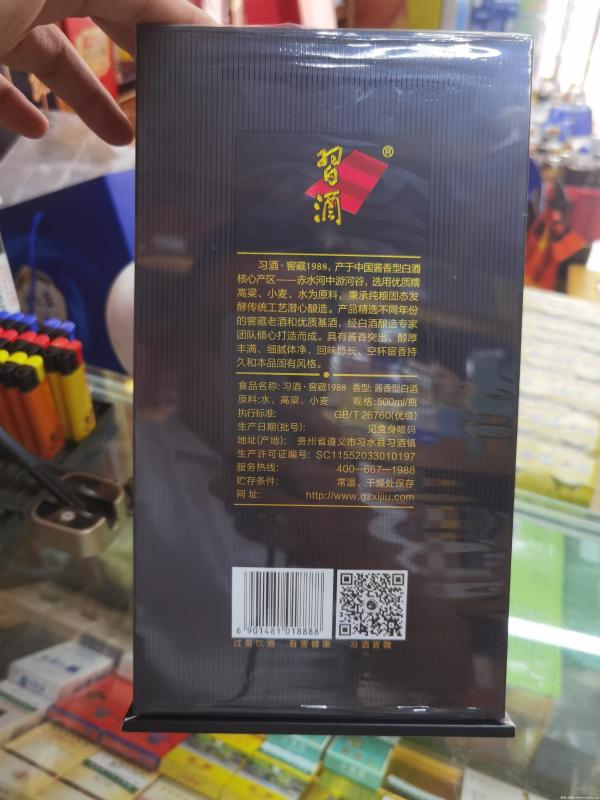 習酒®
习酒·窖藏1988，产于中国酱香型白酒
核心产区——赤水河中游河谷，选用优质糯
高粱、小麦、水为原料，秉承纯粮固态发
酵传统工艺潜心酿造。产品精选不同年份
的窖藏老酒和优质基酒，经白酒酿造专家
团队倾心打造而成。具有酱香突出、醇厚
丰满、细腻体净、回味悠长、空杯留香持
久和本品固有风格。
食品名称: 习酒·窖藏1988 香型: 酱香型白酒
原料:水、高粱、小麦 规格:500ml/瓶
执行标准: GB/T 26760(优级)
生产日期(批号): 见盒身喷码
地址(产地): 贵州省遵义市习水县习酒镇
生产许可证编号: SC11552033010197
服务热线: 400—667—1988
贮存条件: 常温、干燥处保存
网 址: http://www.gzxijiu.com
6 901481 018888
过量饮酒 有害健康 习酒官微